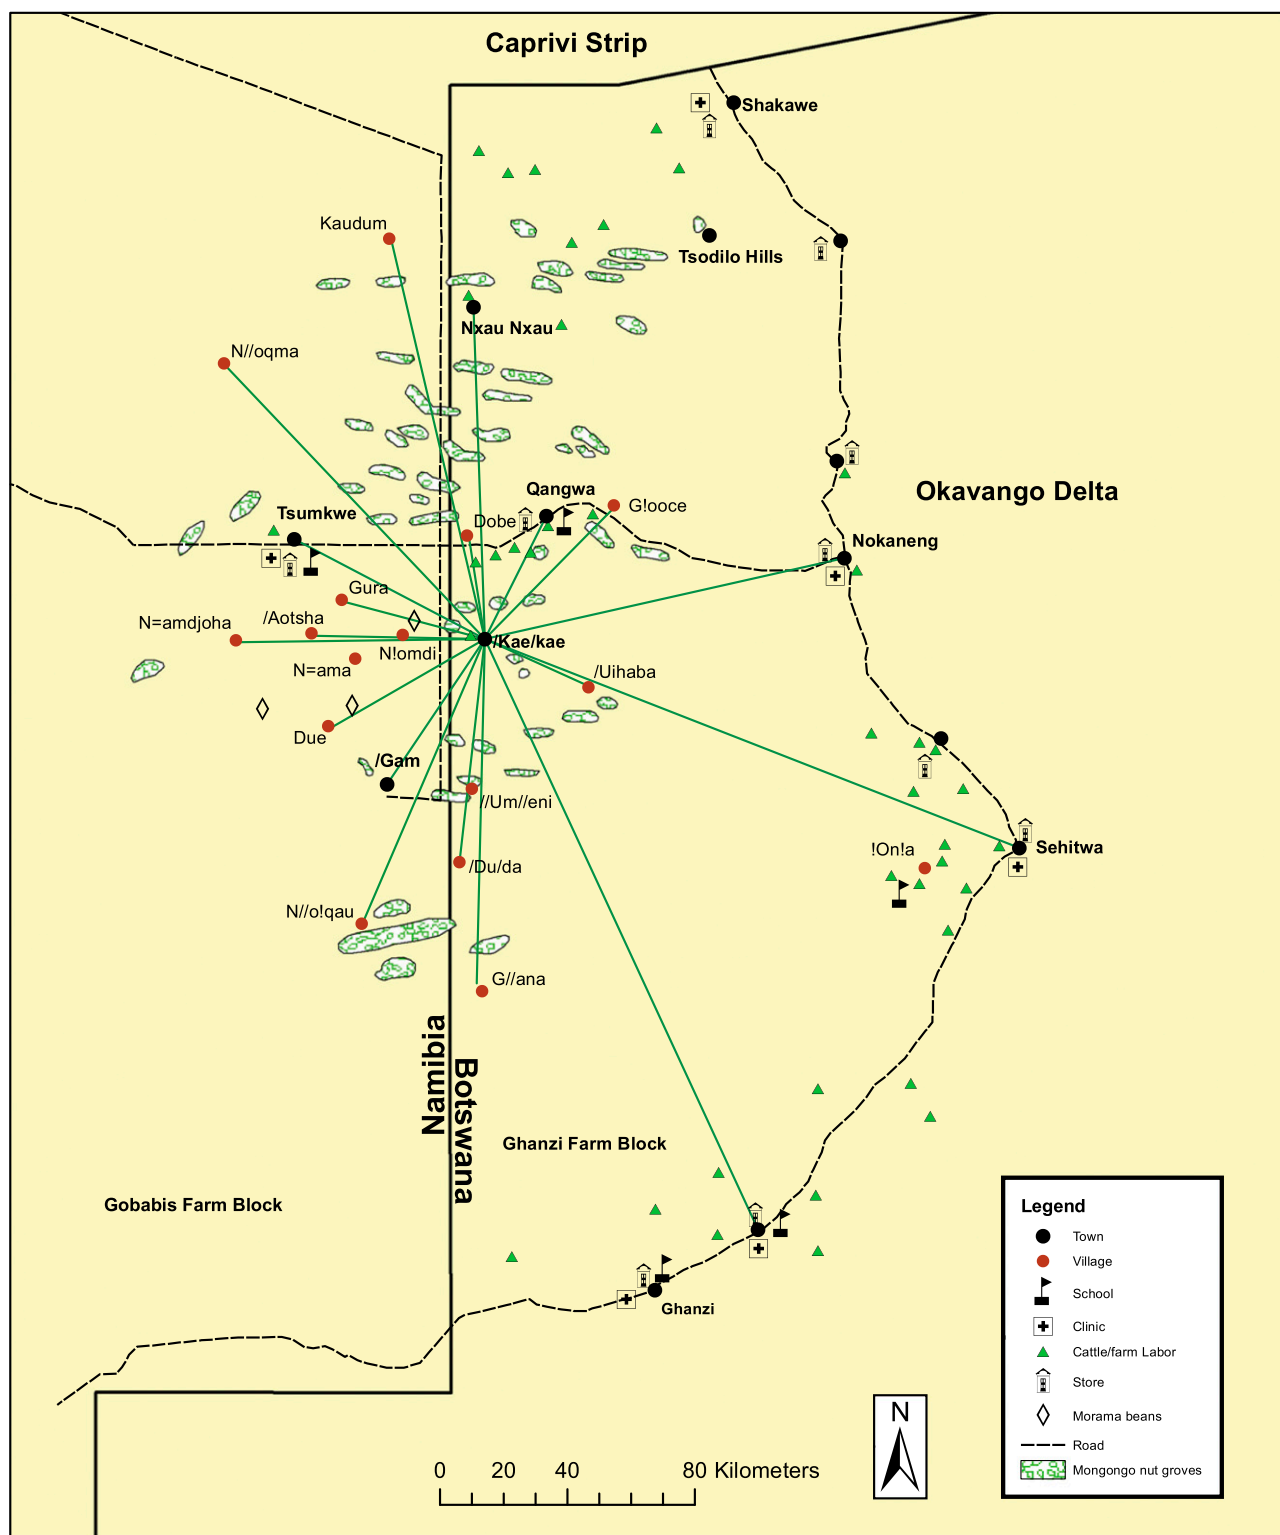 Caprivi Strip
Shakawe
Kaudum
Tsodilo Hills
Nxau Nxau
N//oqma
Okavango Delta
Qangwa
G!ooce
Tsumkwe
Dobe
Nokaneng
Gura
N=amdjoha
/Aotsha
/Kae/kae
N!omdi
N=ama
/Uihaba
Due
/Gam
//Um//eni
!On!a
Sehitwa
/Du/da
N//o!qau
G//ana
Namibia
Botswana
Ghanzi Farm Block
Gobabis Farm Block
Ghanzi
Legend
Town
Village
School
Clinic
Cattle/farm Labor
Store
Morama beans
Road
Mongongo nut groves
N
0 20 40 80 Kilometers